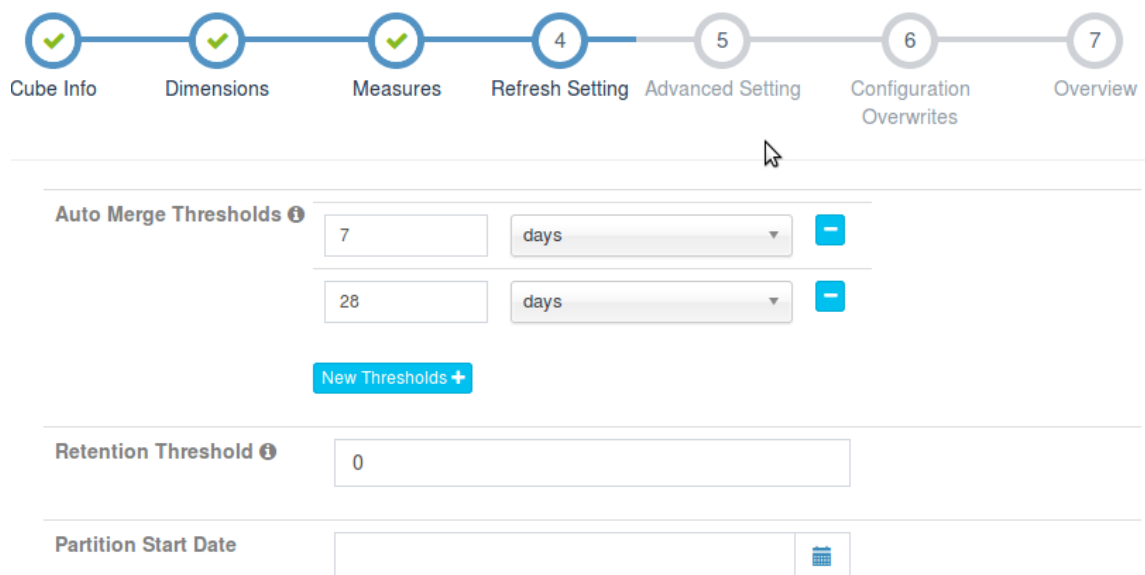 4 5 6 7
Cube Info Dimensions Measures Refresh Setting Advanced Setting Configuration Overwrites Overview
Auto Merge Thresholds
7 days
28 days
New Thresholds
Retention Threshold 0
Partition Start Date